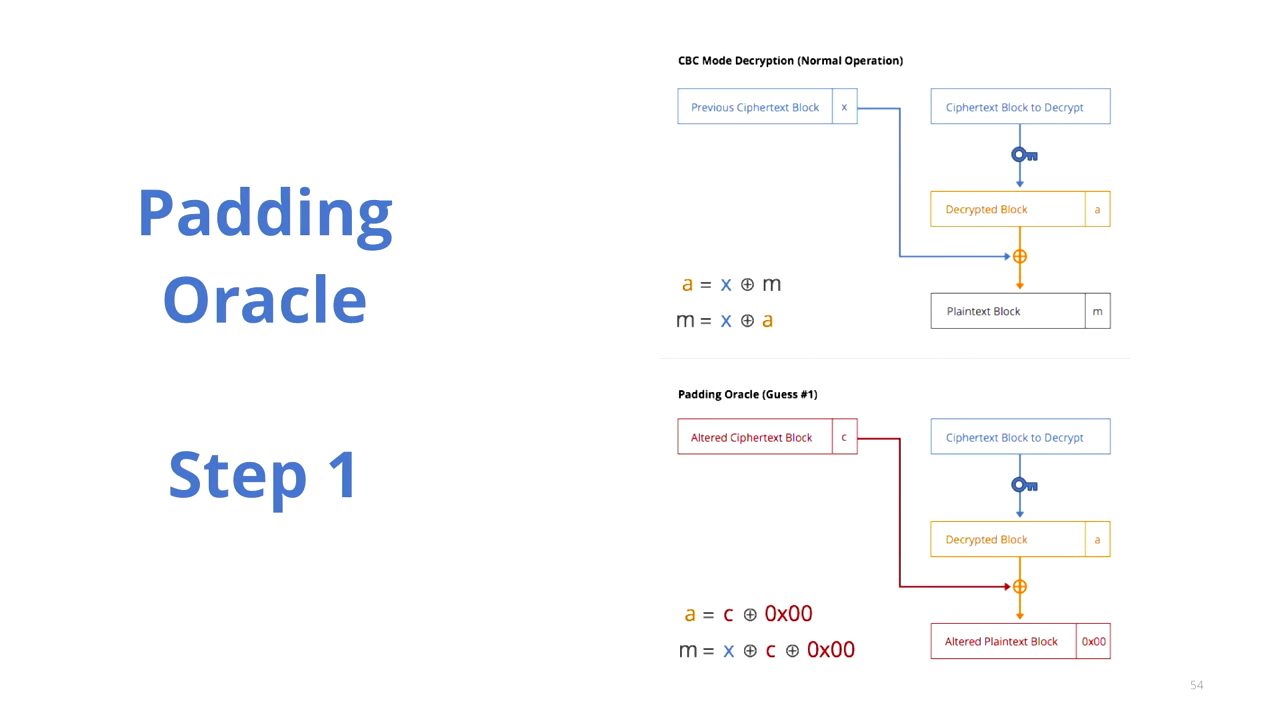 Padding
Oracle
Step 1
CBC Mode Decryption (Normal Operation)
Previous Ciphertext Block x
Ciphertext Block to Decrypt
Decrypted Block a
a = x ⊕ m
m = x ⊕ a
Plaintext Block m
Padding Oracle (Guess #1)
Altered Ciphertext Block c
Ciphertext Block to Decrypt
Decrypted Block a
a = c ⊕ 0x00
m = x ⊕ c ⊕ 0x00
Altered Plaintext Block 0x00
54